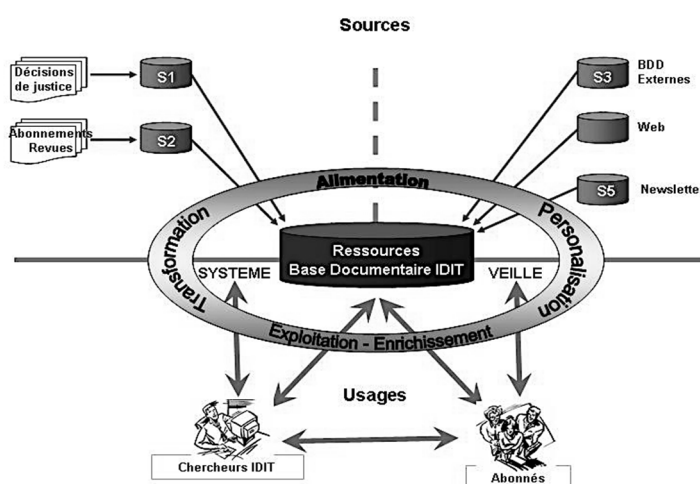 Sources
Décisions
de justice
S1
S3
BDD
Externes
Abonnements
Revues
S2
Web
S5
Newslette
Alimentation
Transformation
Personalisation
Ressources
Base Documentaire IDIT
SYSTEME
VEILLE
Exploitation - Enrichissement
Usages
Chercheurs IDIT
Abonnés